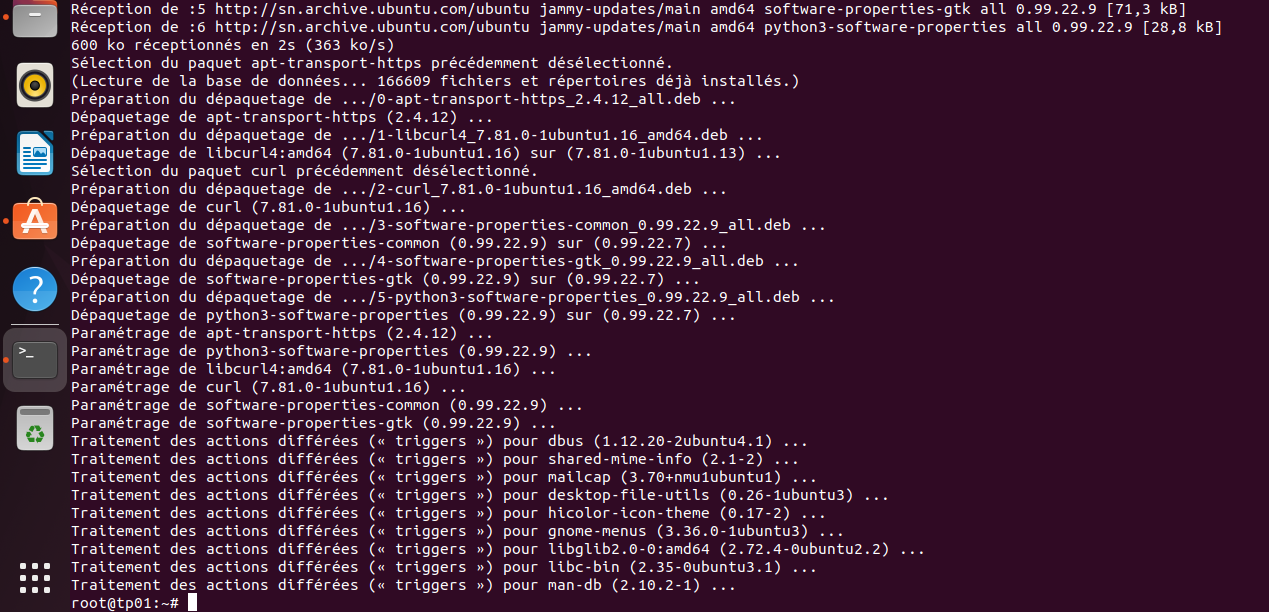 Réception de :5 http://sn.archive.ubuntu.com/ubuntu jammy-updates/main amd64 software-properties-gtk all 0.99.22.9 [71,3 kB]
Réception de :6 http://sn.archive.ubuntu.com/ubuntu jammy-updates/main amd64 python3-software-properties all 0.99.22.9 [28,8 kB]
600 ko réceptionnés en 2s (363 ko/s)
Sélection du paquet apt-transport-https précédemment désélectionné.
(Lecture de la base de données... 166609 fichiers et répertoires déjà installés.)
Préparation du dépaquetage de .../0-apt-transport-https_2.4.12_all.deb ...
Dépaquetage de apt-transport-https (2.4.12) ...
Préparation du dépaquetage de .../1-libcurl4_7.81.0-1ubuntu1.16_amd64.deb ...
Dépaquetage de libcurl4:amd64 (7.81.0-1ubuntu1.16) sur (7.81.0-1ubuntu1.13) ...
Sélection du paquet curl précédemment désélectionné.
Préparation du dépaquetage de .../2-curl_7.81.0-1ubuntu1.16_amd64.deb ...
Dépaquetage de curl (7.81.0-1ubuntu1.16) ...
Préparation du dépaquetage de .../3-software-properties-common_0.99.22.9_all.deb ...
Dépaquetage de software-properties-common (0.99.22.9) sur (0.99.22.7) ...
Préparation du dépaquetage de .../4-software-properties-gtk_0.99.22.9_all.deb ...
Dépaquetage de software-properties-gtk (0.99.22.9) sur (0.99.22.7) ...
Préparation du dépaquetage de .../5-python3-software-properties_0.99.22.9_all.deb ...
Dépaquetage de python3-software-properties (0.99.22.9) sur (0.99.22.7) ...
Paramétrage de apt-transport-https (2.4.12) ...
Paramétrage de python3-software-properties (0.99.22.9) ...
Paramétrage de libcurl4:amd64 (7.81.0-1ubuntu1.16) ...
Paramétrage de curl (7.81.0-1ubuntu1.16) ...
Paramétrage de software-properties-common (0.99.22.9) ...
Paramétrage de software-properties-gtk (0.99.22.9) ...
Traitement des actions différées (« triggers ») pour dbus (1.12.20-2ubuntu4.1) ...
Traitement des actions différées (« triggers ») pour shared-mime-info (2.1-2) ...
Traitement des actions différées (« triggers ») pour mailcap (3.70+nmu1ubuntu1) ...
Traitement des actions différées (« triggers ») pour desktop-file-utils (0.26-1ubuntu3) ...
Traitement des actions différées (« triggers ») pour hicolor-icon-theme (0.17-2) ...
Traitement des actions différées (« triggers ») pour gnome-menus (3.36.0-1ubuntu3) ...
Traitement des actions différées (« triggers ») pour libglib2.0-0:amd64 (2.72.4-0ubuntu2.2) ...
Traitement des actions différées (« triggers ») pour libc-bin (2.35-0ubuntu3.1) ...
Traitement des actions différées (« triggers ») pour man-db (2.10.2-1) ...
root@tp01:~#